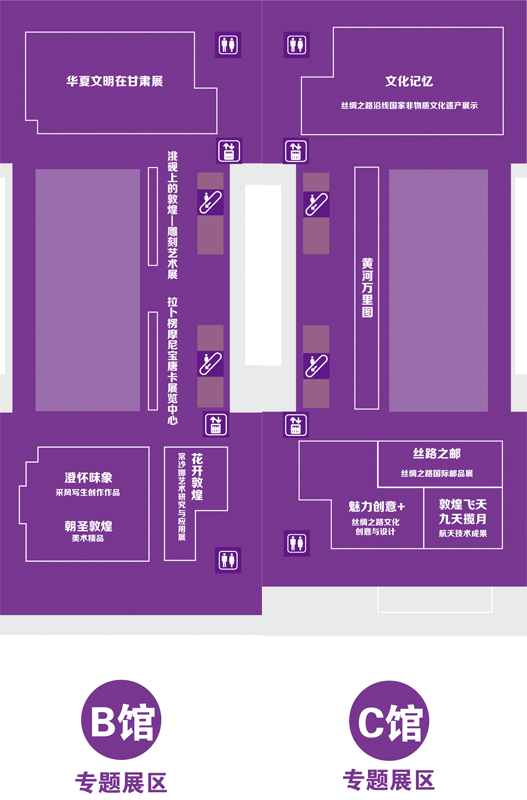 华夏文明在甘肃展
洮砚上的敦煌—雕刻艺术展
拉卜楞摩尼宝唐卡展览中心
澄怀味象
采风写生创作作品
朝圣敦煌
美术精品
花开敦煌
常沙娜艺术研究与应用展
文化记忆
丝绸之路沿线国家非物质文化遗产展示
黄河万里图
丝路之邮
丝绸之路国际邮品展
魅力创意+
丝绸之路文化
创意与设计
敦煌飞天
九天揽月
航天技术成果
B馆
专题展区
C馆
专题展区